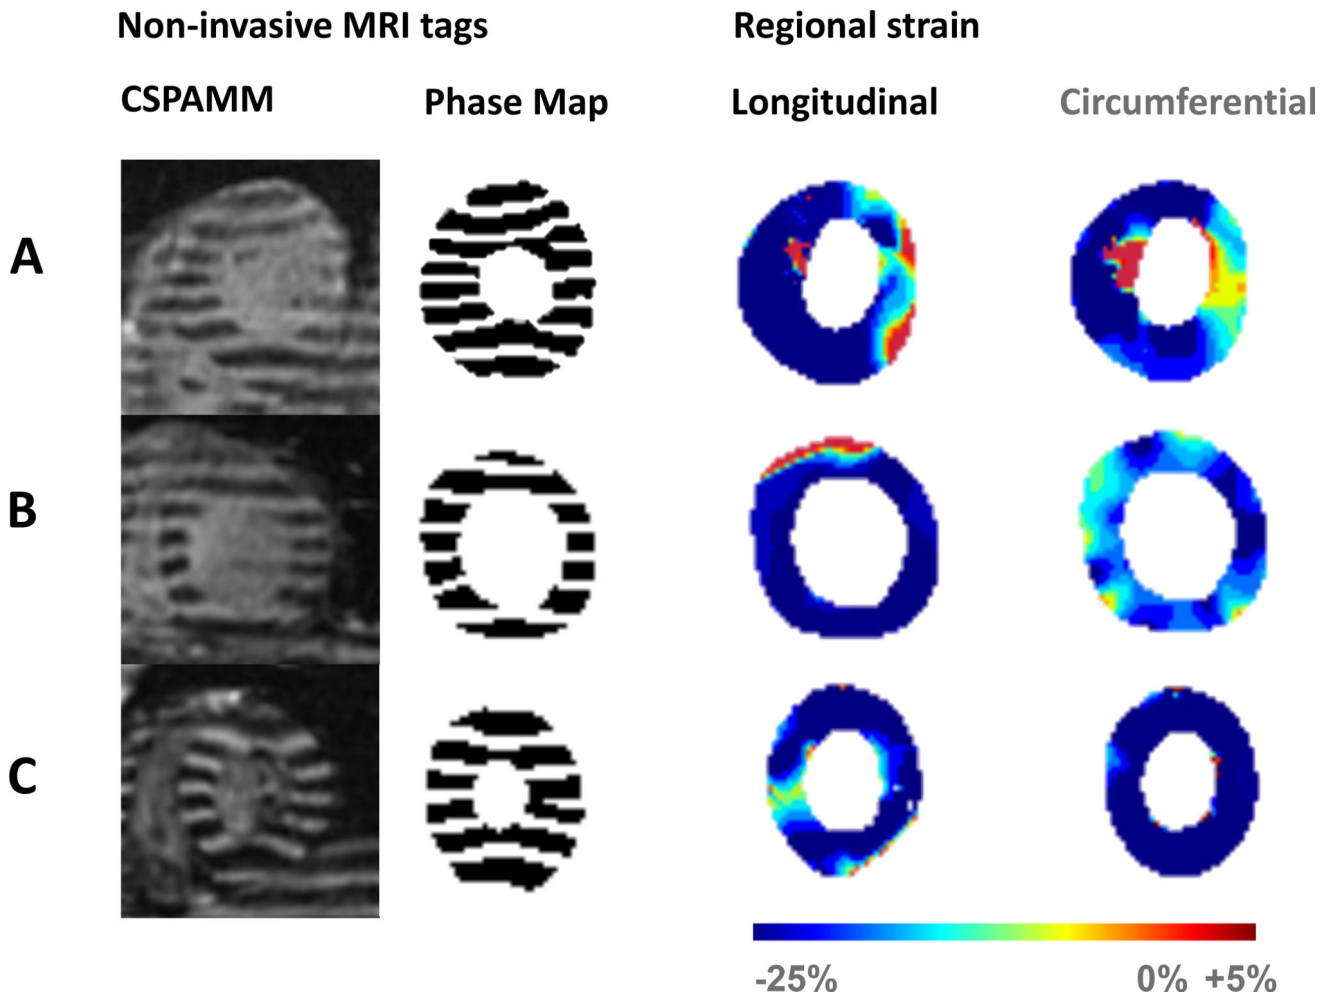 Non-invasive MRI tags Regional strain
CSPAMM Phase Map Longitudinal Circumferential
A
B
C
-25% 0% +5%